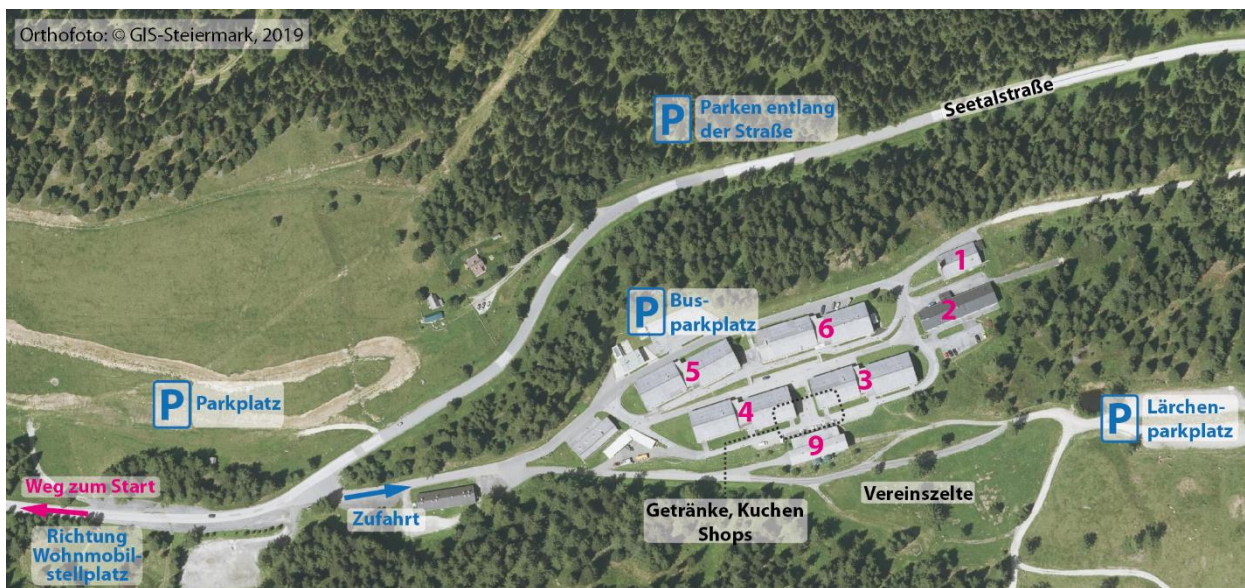 Orthofoto: © GIS-Steiermark, 2019
Seetalstraße
P
Parken entlang
der Straße
1
2
P
Bus-
parkplatz
6
5
3
4
P
Parkplatz
P
Lärchen-
parkplatz
9
Weg zum Start
Zufahrt
Vereinszelte
Getränke, Kuchen
Shops
Richtung
Wohnmobil-
stellplatz